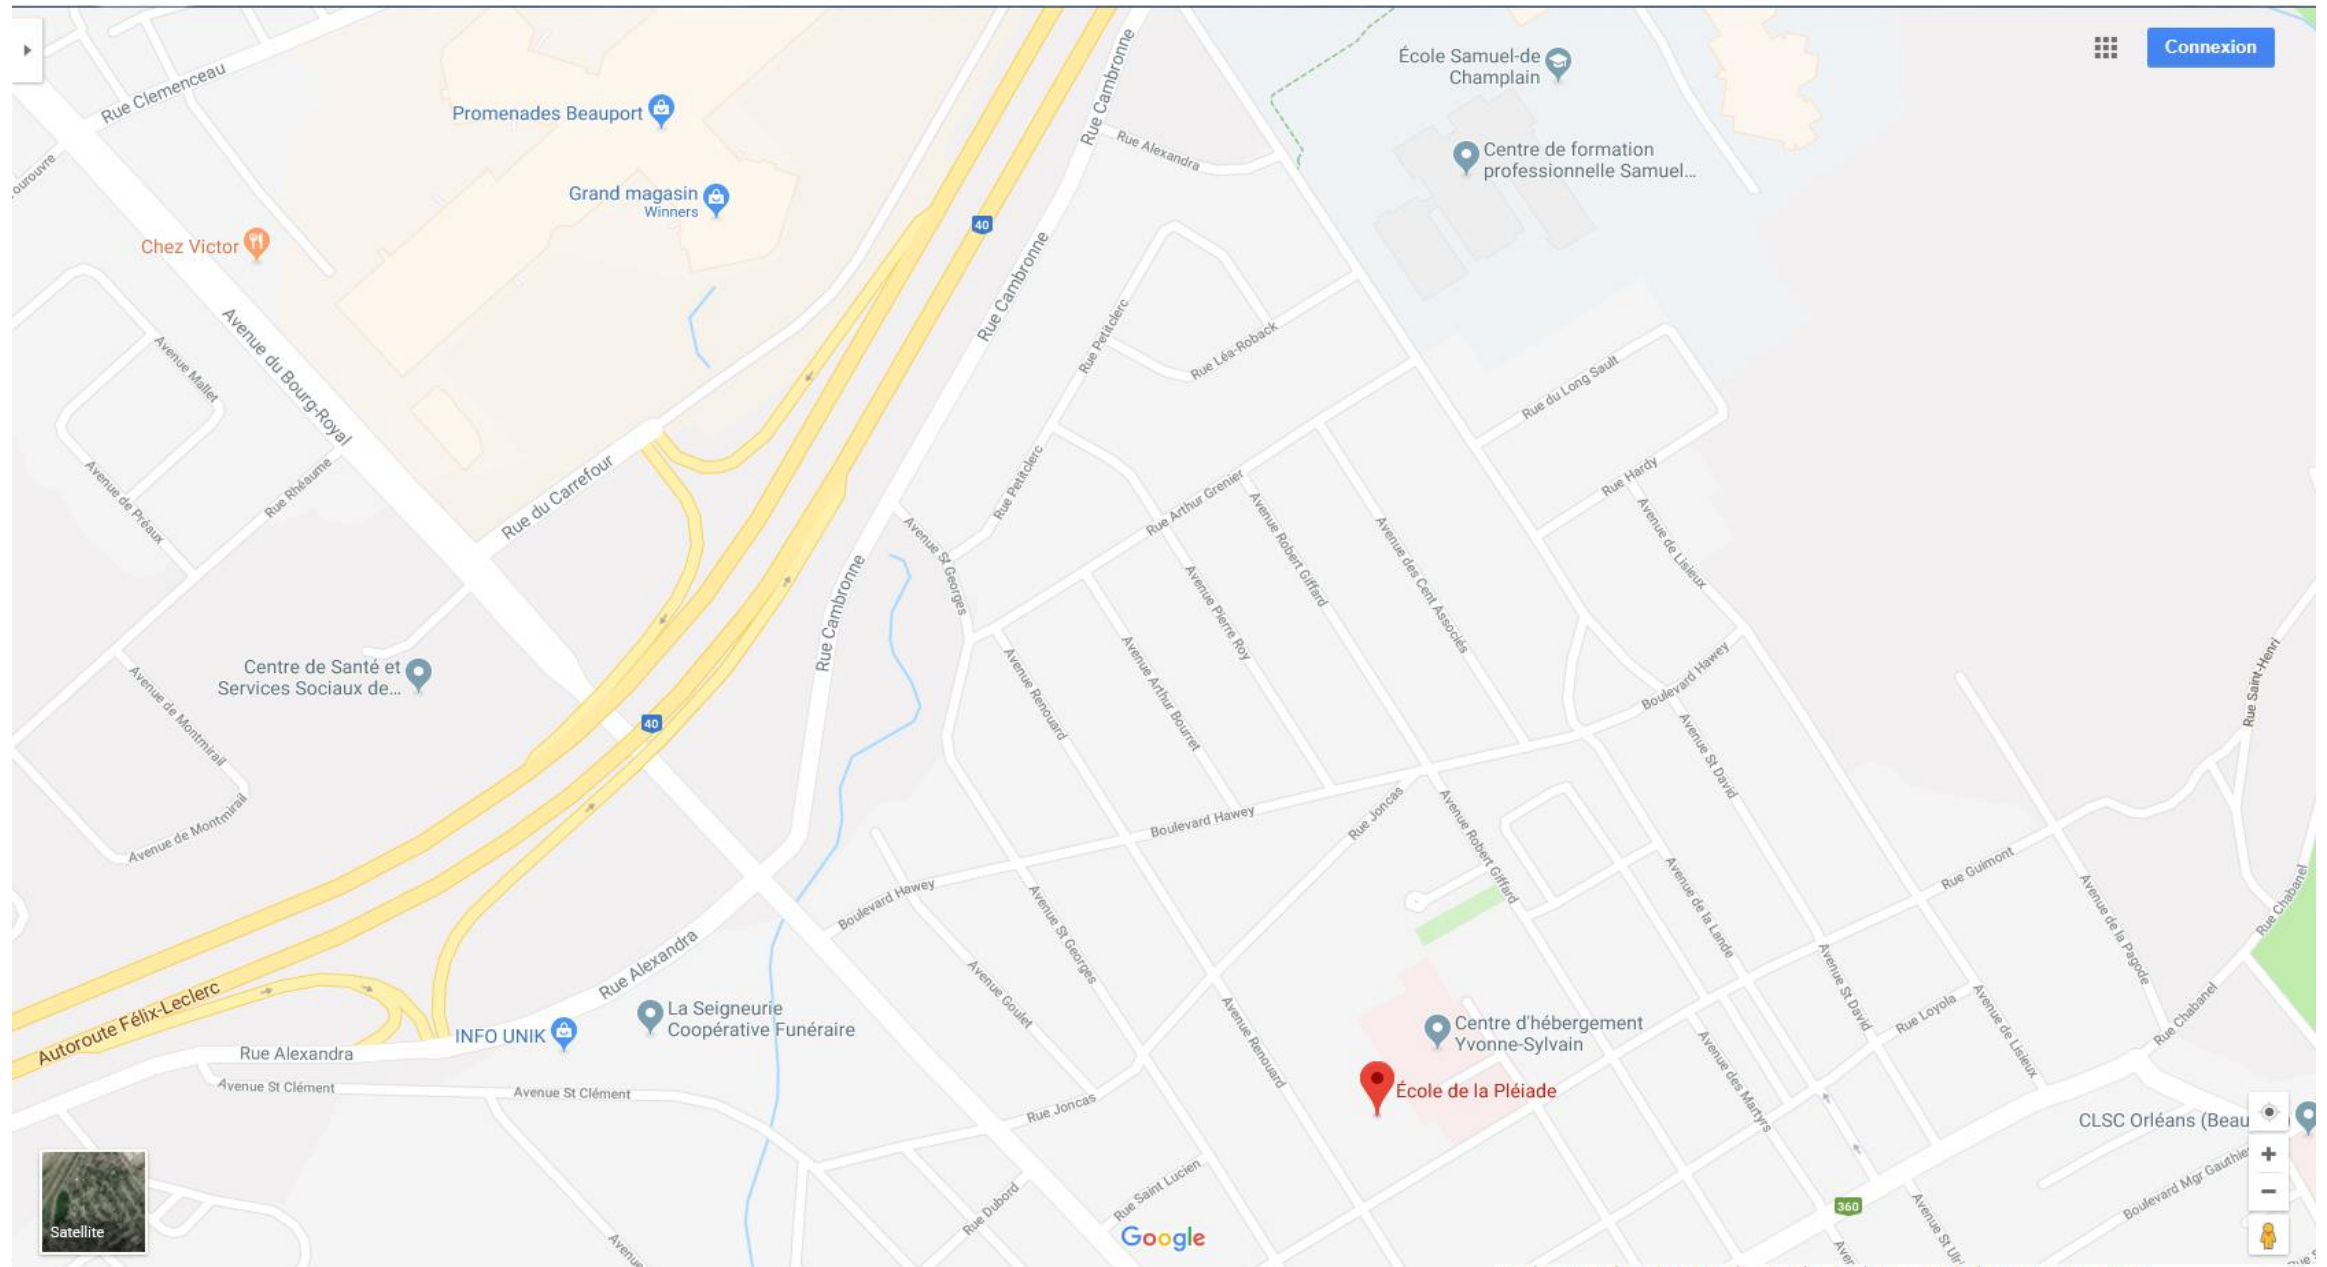 Connexion
École Samuel-de
Champlain
Rue Cambronne
Rue Clemenceau
Promenades Beauport
Rue Alexandra
Centre de formation
professionnelle Samuel...
Grand magasin
Winners
40
Chez Victor
Rue Cambronne
Rue Petitclerc
Rue Léa-Roback
Avenue du Bourg-Royal
Avenue Mallet
Rue du Long Sault
Rue Hardy
Rue Petitclerc
Rue Arthur Grenier
Rue du Carrefour
Rue Rhéaume
Avenue de Préaux
Avenue St Georges
Avenue Robert Giffard
Avenue des Cent Associés
Avenue de Lisieux
Avenue Pierre Roy
Rue Cambronne
Centre de Santé et
Services Sociaux de...
Avenue Renouard
Avenue Arthur Bourret
Boulevard Hawey
Rue Saint-Henri
Avenue de Montmirail
40
Avenue St David
Avenue de Montmirail
Boulevard Hawey
Rue Joncas
Avenue Robert Giffard
Boulevard Hawey
Rue Guimont
Avenue de la Lande
Avenue St Georges
Rue Chabanel
Avenue de la Pagode
Rue Alexandra
Avenue Goulet
Avenue St David
Autoroute Félix-Leclerc
La Seigneurie
Coopérative Funéraire
INFO UNIK
Avenue Renouard
Centre d'hébergement
Yvonne-Sylvain
Rue Loyola
Avenue de Lisieux
Rue Chabanel
Rue Alexandra
Avenue St Clément
Avenue St Clément
École de la Pléiade
Avenue des Martyrs
Rue Joncas
CLSC Orléans (Beau
Rue Saint Lucien
Rue Dubord
Boulevard Mgr Gauthier
360
Satellite
Google
Avenue
Avenue St Ulri